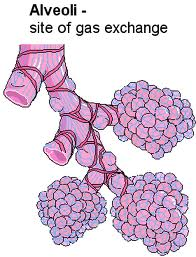 Alveoli -
site of gas exchange